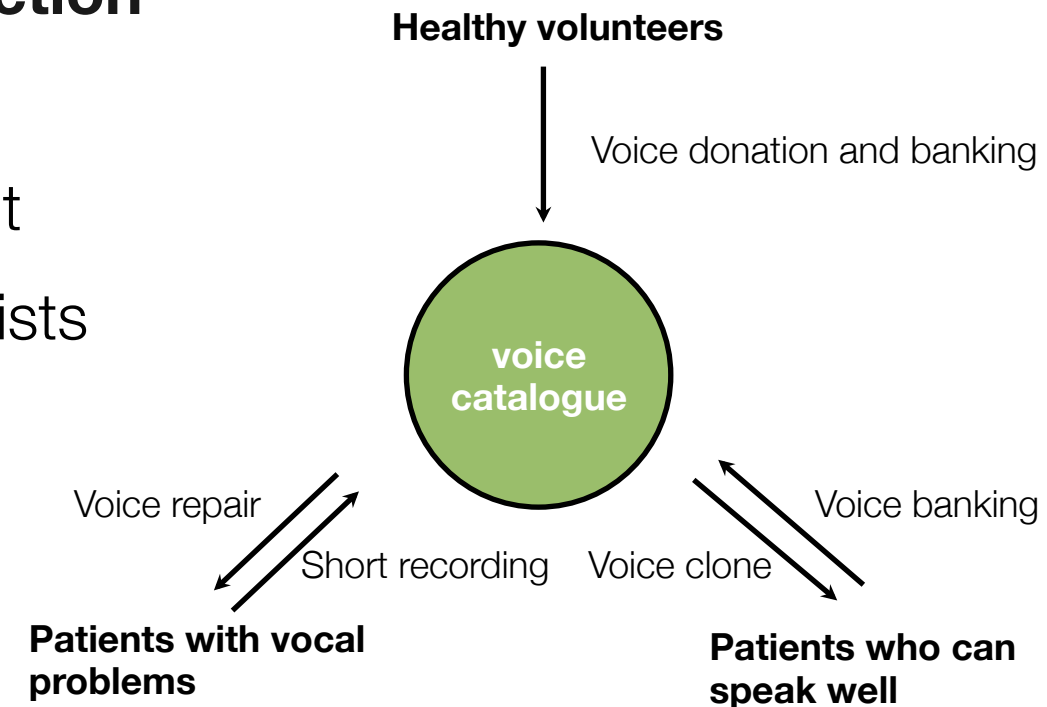 Healthy volunteers
Voice donation and banking
voice
catalogue
Voice repair
Short recording
Voice clone
Voice banking
Patients with vocal
problems
Patients who can
speak well